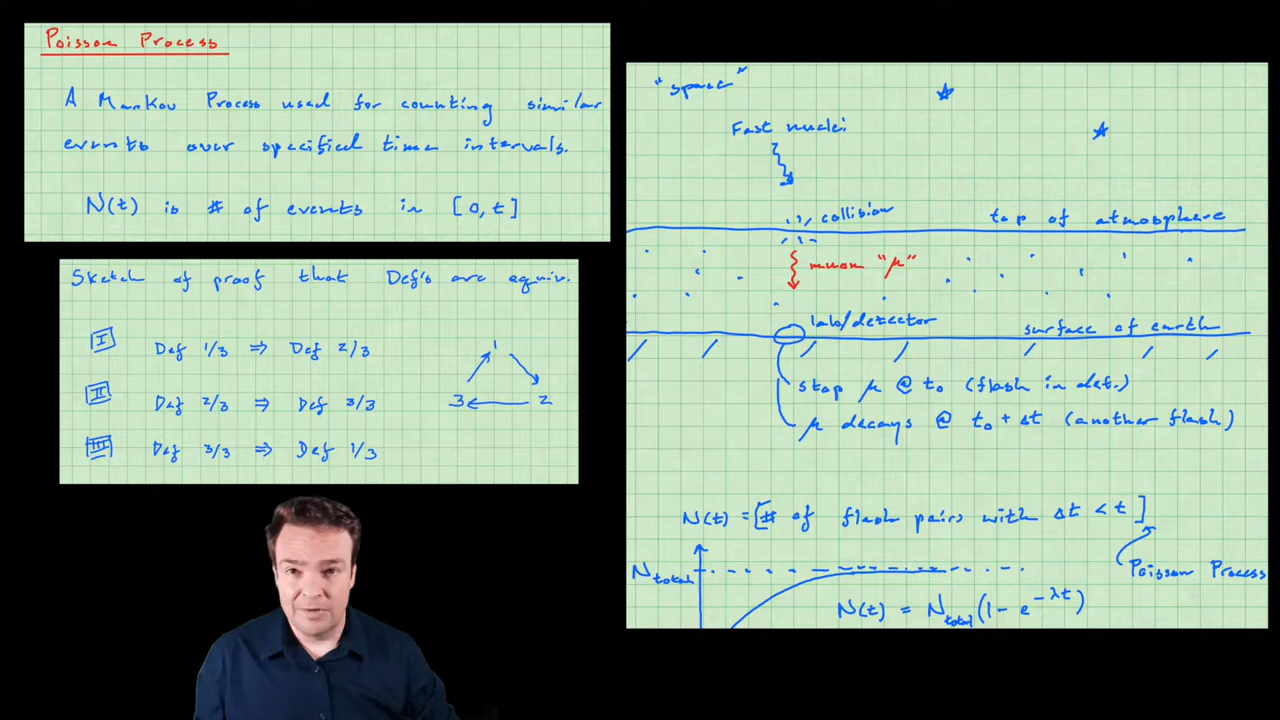 Poisson Process
A Markov Process used for counting similar
events over specified time intervals.
N(t) is # of events in [0,t]
Sketch of proof that Def's are equiv.
I Def 1/3 ⇒ Def 2/3
II Def 2/3 ⇒ Def 3/3
III Def 3/3 ⇒ Def 1/3
1
3 2
"space"
Fast nuclei
collision
top of atmosphere
muon "μ"
lab/detector
surface of earth
stop μ @ t₀ (flash in det.)
μ decays @ t₀ + Δt (another flash)
N(t) = [# of flash pairs with Δt < t]
Poisson Process
N_total
N(t) = N_total (1 - e^-λt)